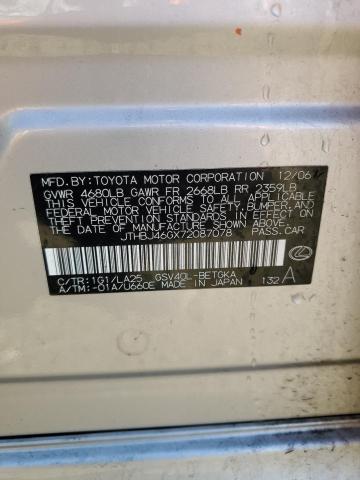 MFD. BY: TOYOTA MOTOR CORPORATION 12/06
GVWR 4680LB GAWR FR 2668LB RR 2359LB
THIS VEHICLE CONFORMS TO ALL APPLICABLE
FEDERAL MOTOR VEHICLE SAFETY, BUMPER, AND
THEFT PREVENTION STANDARDS IN EFFECT ON
THE DATE OF MANUFACTURE SHOWN ABOVE.
JTHBJ46GX72087078 PASS.CAR
C/TR:1G1/LA25 GSV40L-BETGKA
A/TM:-01A/U660E MADE IN JAPAN 132 A